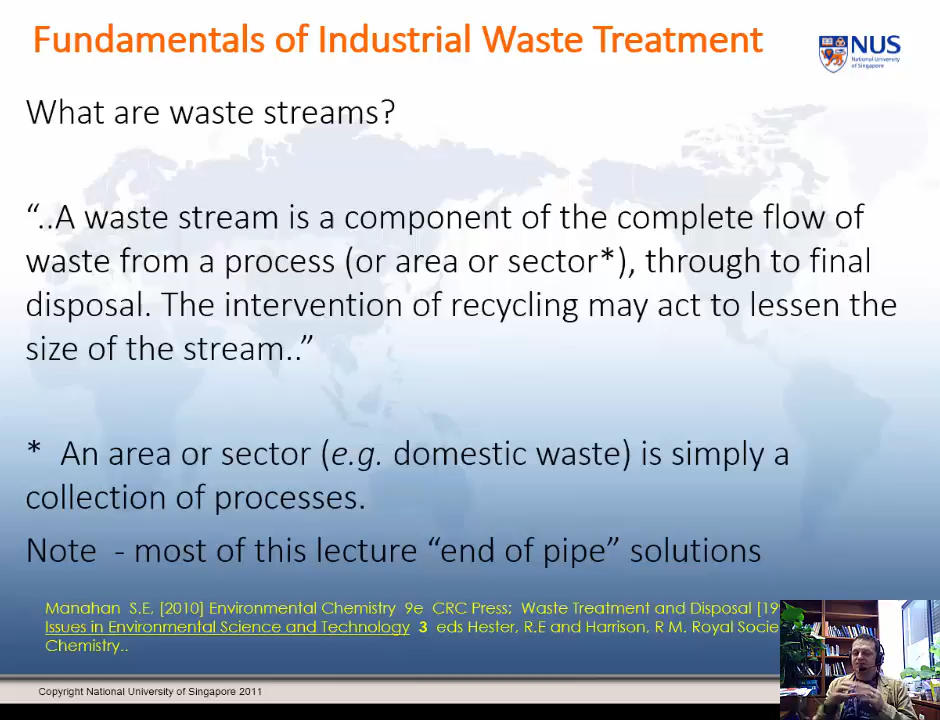 Fundamentals of Industrial Waste Treatment
NUS
National University
of Singapore
What are waste streams?
“..A waste stream is a component of the complete flow of
waste from a process (or area or sector*), through to final
disposal. The intervention of recycling may act to lessen the
size of the stream..”
* An area or sector (e.g. domestic waste) is simply a
collection of processes.
Note - most of this lecture “end of pipe” solutions
Manahan S.E, [2010] Environmental Chemistry 9e CRC Press; Waste Treatment and Disposal
Issues in Environmental Science and Technology 3 eds Hester, R.E and Harrison, R M. Royal
Chemistry..
Copyright National University of Singapore 2011